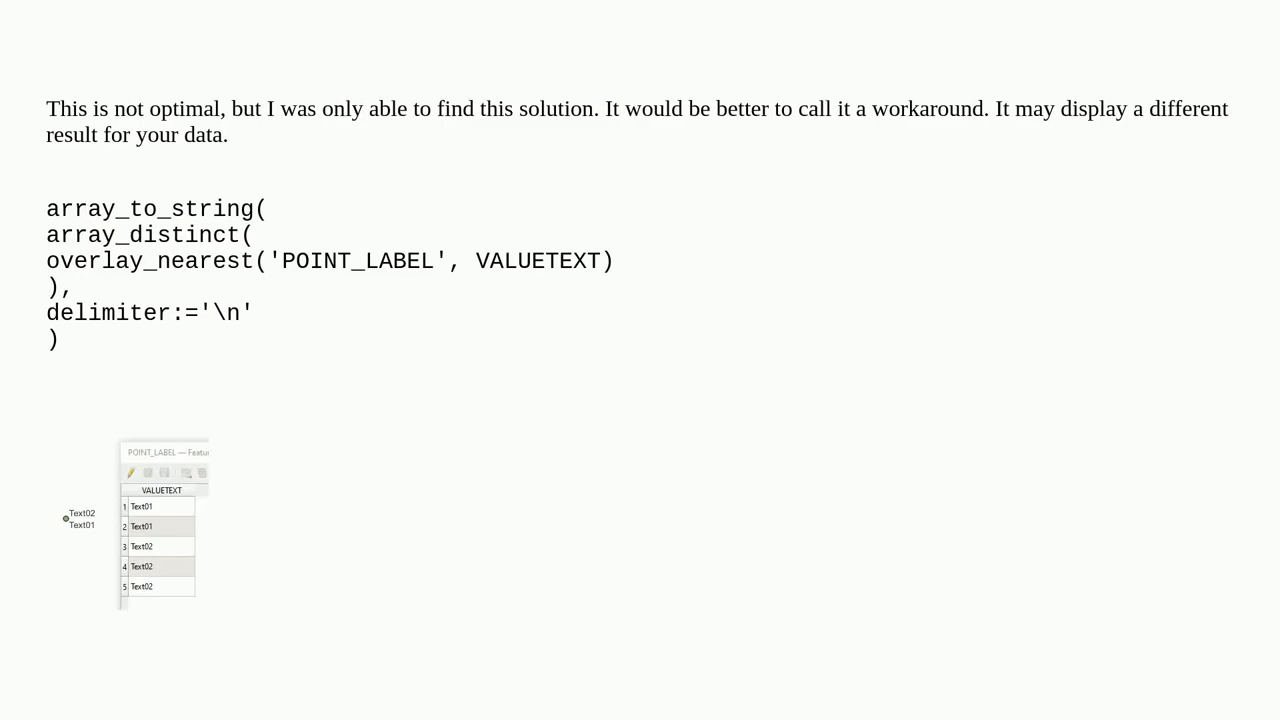 This is not optimal, but I was only able to find this solution. It would be better to call it a workaround. It may display a different
result for your data.
array_to_string(
array_distinct(
overlay_nearest('POINT_LABEL', VALUETEXT)
),
delimiter:='\n'
)
POINT_LABEL — Featur
VALUETEXT
1 Text01
2 Text01
3 Text02
4 Text02
5 Text02
Text02
Text01